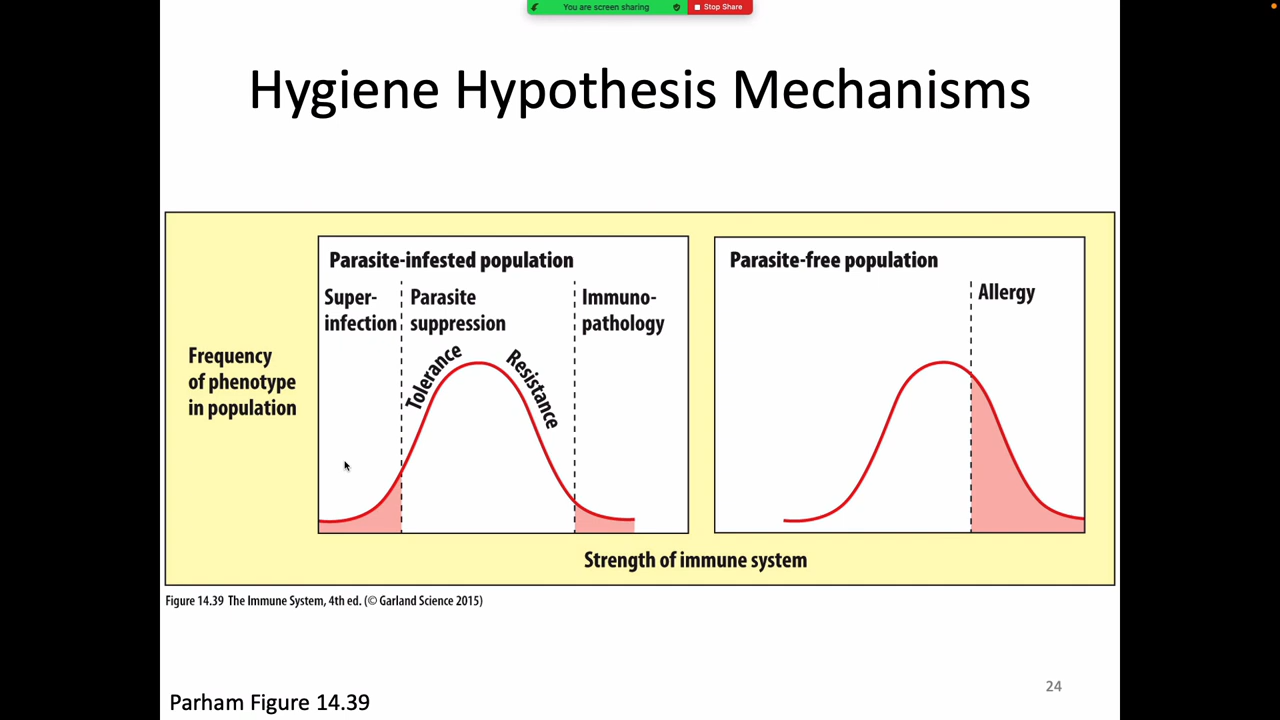 You are screen sharing
Stop Share
Hygiene Hypothesis Mechanisms
Frequency
of phenotype
in population
Parasite-infested population
Super-
infection
Parasite
suppression
Immuno-
pathology
Tolerance
Resistance
Parasite-free population
Allergy
Strength of immune system
Figure 14.39 The Immune System, 4th ed. (© Garland Science 2015)
24
Parham Figure 14.39